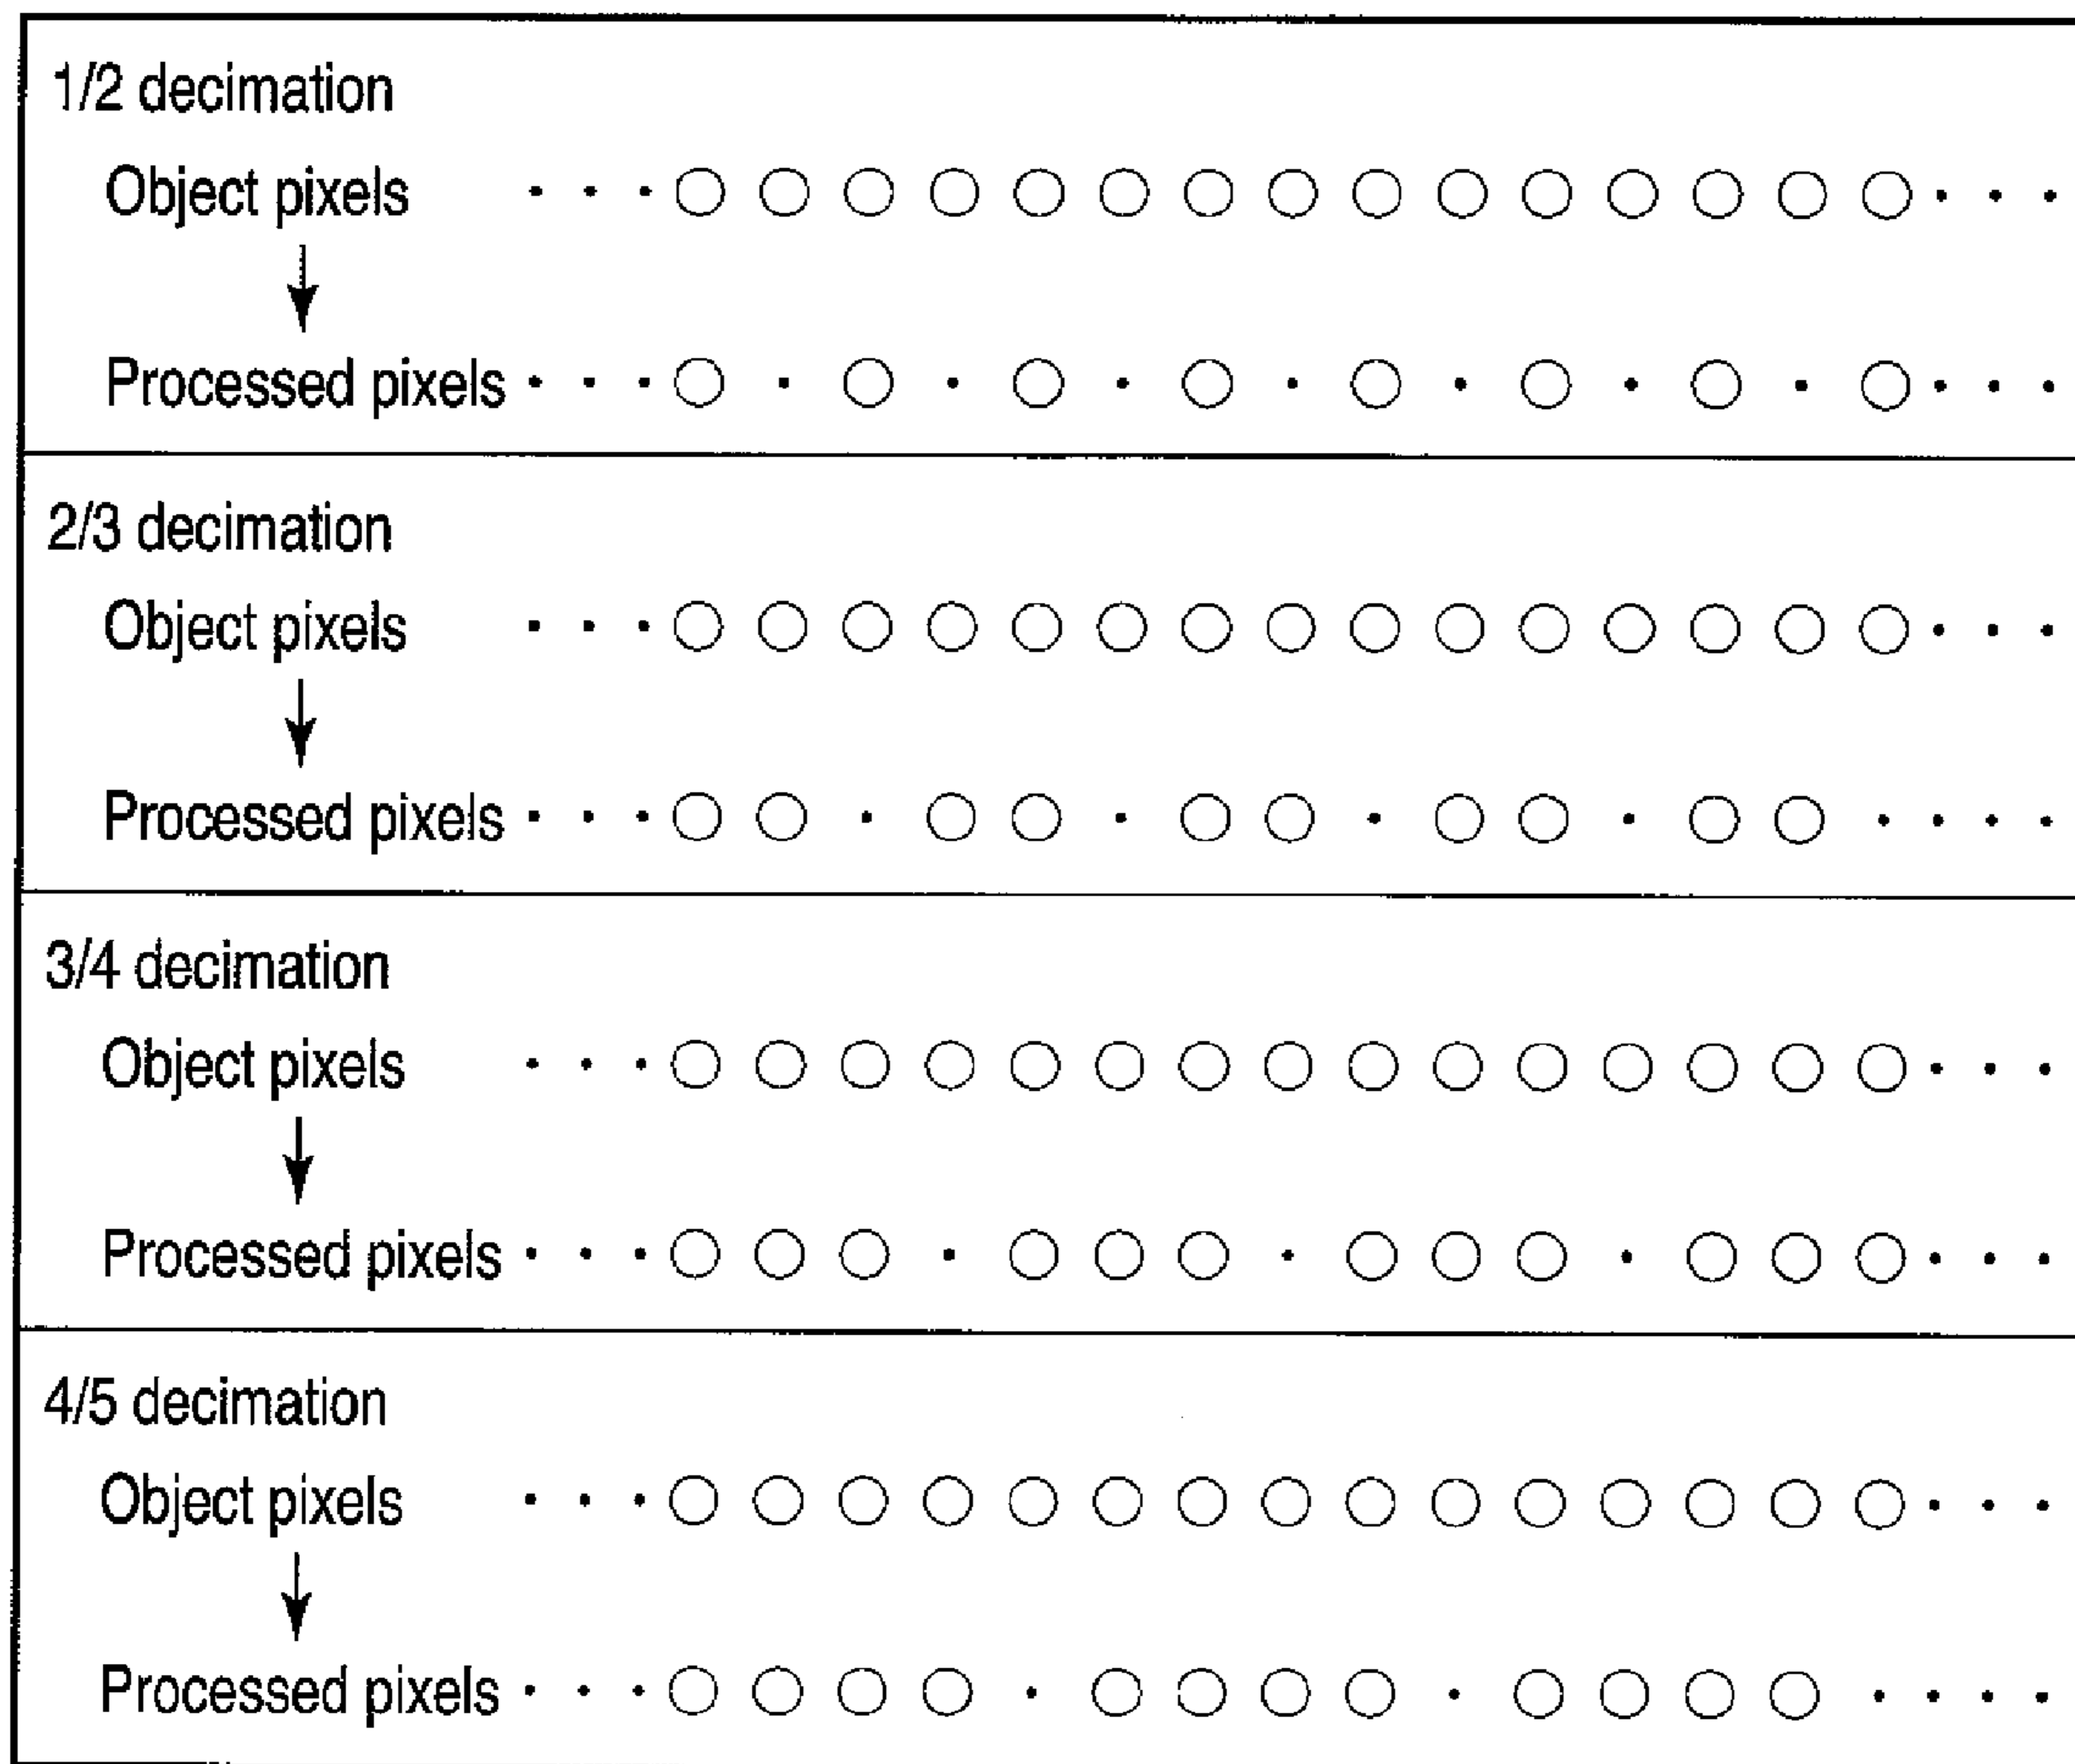 1/2 decimation
Object pixels
Processed pixels
2/3 decimation
Object pixels
Processed pixels
3/4 decimation
Object pixels
Processed pixels
4/5 decimation
Object pixels
Processed pixels